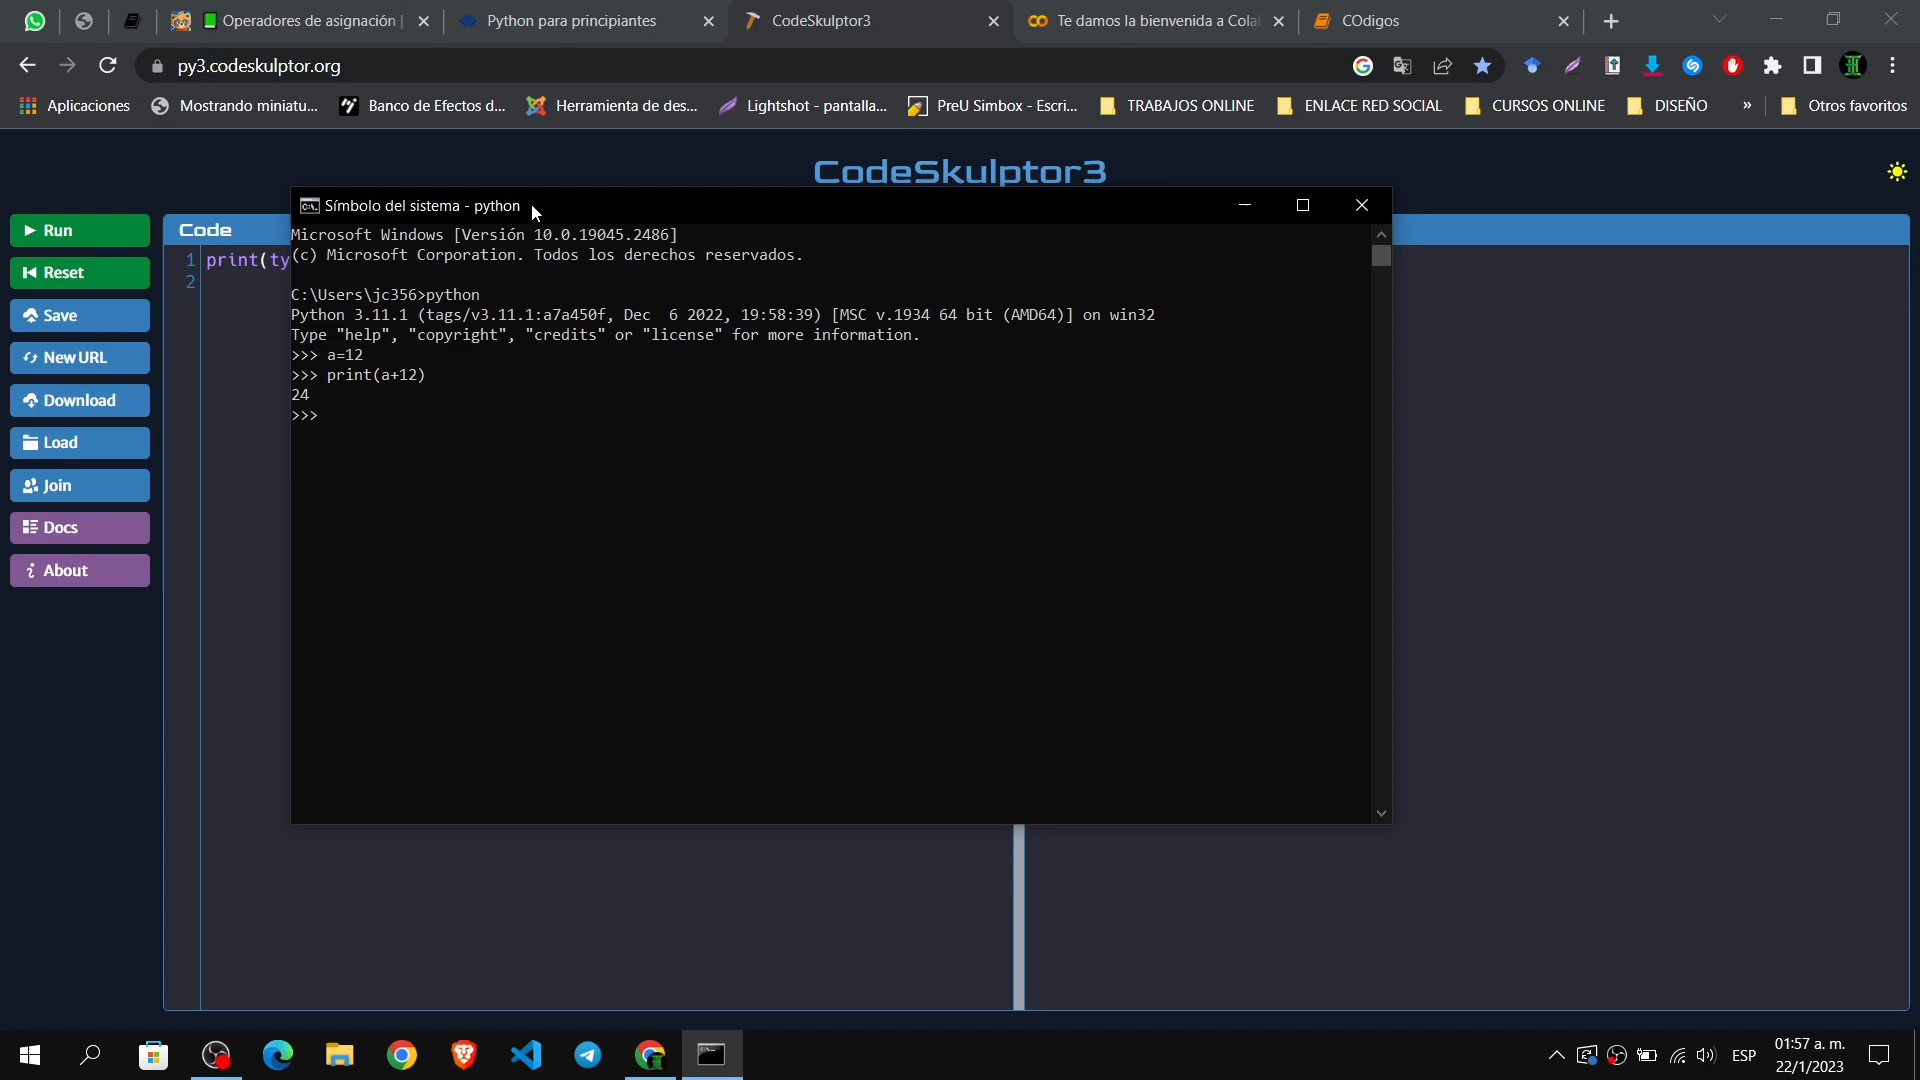 Operadores de asignación |
Python para principiantes
CodeSkulptor3
Te damos la bienvenida a Cola
COdigos
py3.codeskulptor.org
Aplicaciones
Mostrando miniatu...
Banco de Efectos d...
Herramienta de des...
Lightshot - pantalla...
PreU Simbox - Escri...
TRABAJOS ONLINE
ENLACE RED SOCIAL
CURSOS ONLINE
DISEÑO
»
Otros favoritos
CodeSkulptor3
Run
Reset
Save
New URL
Download
Load
Join
Docs
About
Code
1 print(ty
2
Símbolo del sistema - python
Microsoft Windows [Versión 10.0.19045.2486]
(c) Microsoft Corporation. Todos los derechos reservados.
C:\Users\jc356>python
Python 3.11.1 (tags/v3.11.1:a7a450f, Dec  6 2022, 19:58:39) [MSC v.1934 64 bit (AMD64)] on win32
Type "help", "copyright", "credits" or "license" for more information.
>>> a=12
>>> print(a+12)
24
>>>
ESP
01:57 a. m.
22/1/2023